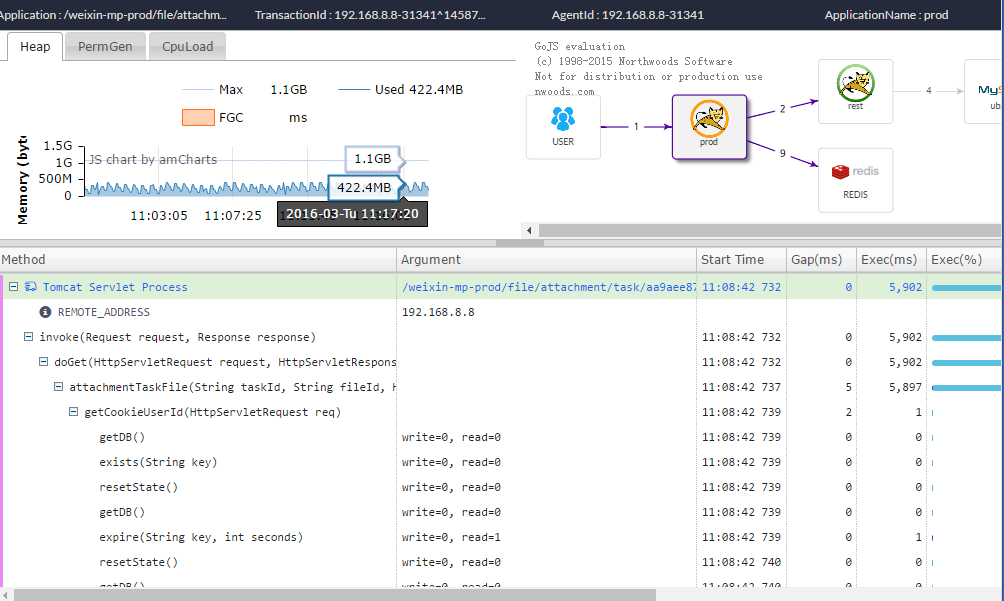 Application : /weixin-mp-prod/file/attachm... TransactionId : 192.168.8.8-31341^14587... AgentId : 192.168.8.8-31341 ApplicationName : prod
Heap PermGen CpuLoad
Max 1.1GB Used 422.4MB
FGC ms
Memory (byt
1.5G
1G
500M
0
JS chart by amCharts
1.1GB
422.4MB
11:03:05 11:07:25
2016-03-Tu 11:17:20
GoJS evaluation
(c) 1998-2015 Northwoods Software
Not for distribution or production use
nwoods.com
USER
1
prod
2
9
rest
4
redis
REDIS
MyS
ub
Method Argument Start Time Gap(ms) Exec(ms) Exec(%)
Tomcat Servlet Process /weixin-mp-prod/file/attachment/task/aa9aee87 11:08:42 732 0 5,902
REMOTE_ADDRESS 192.168.8.8
invoke(Request request, Response response) 11:08:42 732 0 5,902
doGet(HttpServletRequest request, HttpServletRespons 11:08:42 732 0 5,902
attachmentTaskFile(String taskId, String fileId, H 11:08:42 737 5 5,897
getCookieUserId(HttpServletRequest req) 11:08:42 739 2 1
getDB() write=0, read=0 11:08:42 739 0 0
exists(String key) write=0, read=0 11:08:42 739 0 0
resetState() write=0, read=0 11:08:42 739 0 0
getDB() write=0, read=0 11:08:42 739 0 0
expire(String key, int seconds) write=0, read=1 11:08:42 739 0 1
resetState() write=0, read=0 11:08:42 740 0 0
getDB() write=0, read=0 11:08:42 740 0 0